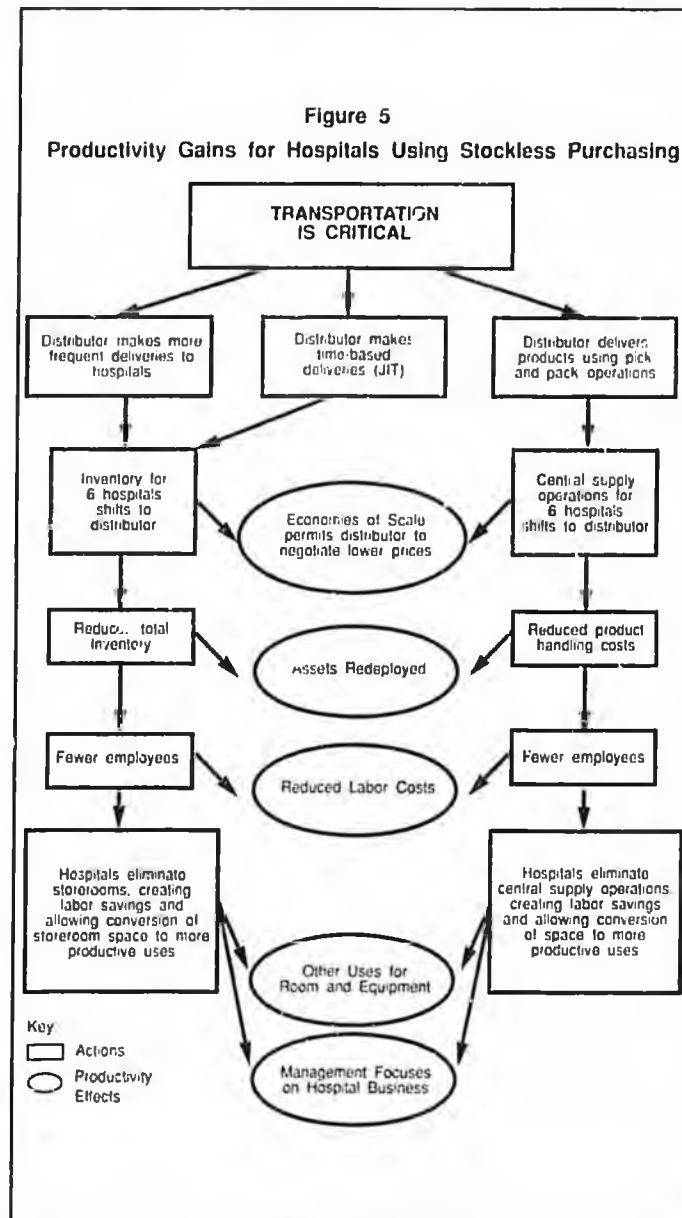 Figure 5
Productivity Gains for Hospitals Using Stockless Purchasing
TRANSPORTATION
IS CRITICAL
Distributor makes more
frequent deliveries to
hospitals
Distributor makes
time-based
deliveries (JIT)
Distributor delivers
products using pick
and pack operations
Inventory for
6 hospitals
shifts to
distributor
Economies of Scale
permits distributor to
negotiate lower prices
Central supply
operations for
6 hospitals
shifts to distributor
total
Inventory
Assets Redeployed
Reduced product
handling costs
Fewer employees
Reduced Labor Costs
Fewer employees
Hospitals eliminate
storerooms, creating
labor savings and
allowing conversion of
storeroom space to more
productive uses
Hospitals eliminate
central supply operations
creating labor savings
and allowing conversion
of space to more
productive uses
Other Uses for
Room and Equipment
Management Focuses
on Hospital Business
Key
Actions
Productivity
Effects